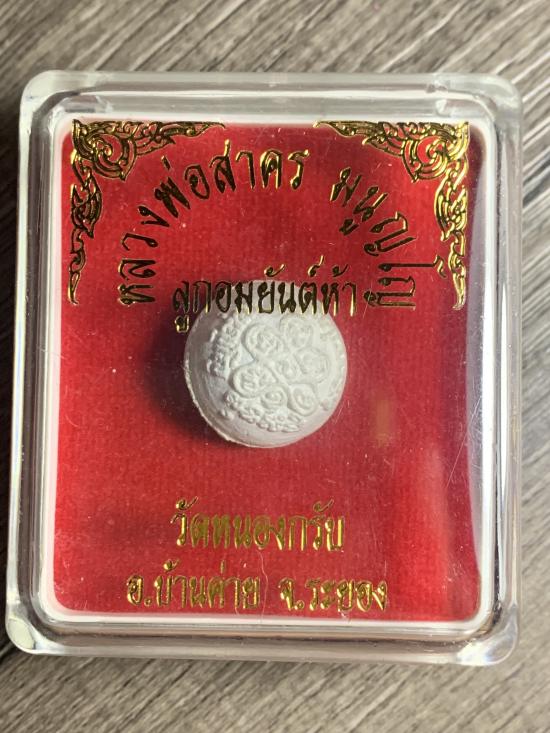 หลวงพ่อสาคร มนุญโญ
ลูกอมยันต์ห้า
วัดหนองกรับ
อ.บ้านค่าย จ.ระยอง